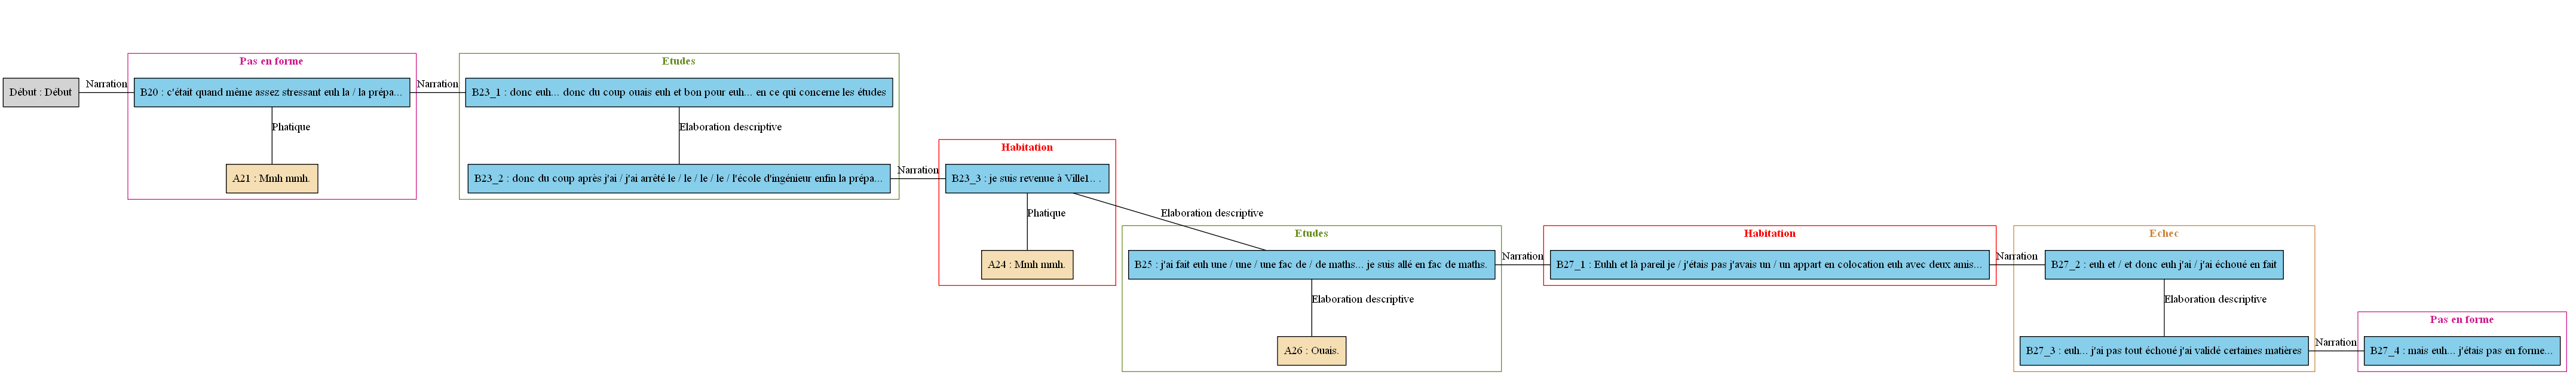 Pas en forme
Etudes
Début : Début
Narration
B20 : c'était quand même assez stressant euh la / la prépa...
Narration
B23_1 : donc euh... donc du coup ouais euh et bon pour euh... en ce qui concerne les études
Phatique
Elaboration descriptive
Habitation
A21 : Mmh mmh.
B23_2 : donc du coup après j'ai / j'ai arrêté le / le / le / le / l'école d'ingénieur enfin la prépa...
Narration
B23_3 : je suis revenue à Ville1.. .
Phatique
Elaboration descriptive
Etudes
Habitation
Echec
A24 : Mmh mmh.
B25 : j'ai fait euh une / une / une fac de / de maths... je suis allé en fac de maths.
Narration
B27_1 : Euhh et là pareil je / j'étais pas j'avais un / un appart en colocation euh avec deux amis...
Narration
B27_2 : euh et / et donc euh j'ai / j'ai échoué en fait
Elaboration descriptive
Elaboration descriptive
Pas en forme
A26 : Ouais.
B27_3 : euh... j'ai pas tout échoué j'ai validé certaines matières
Narration
B27_4 : mais euh... j'étais pas en forme...